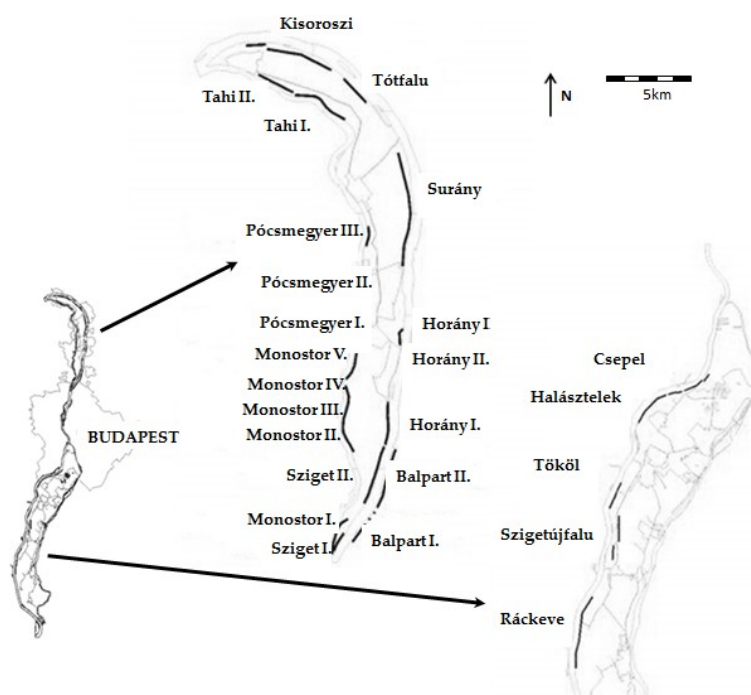 Kisoroszi
Tótfalu
Tahi II.
Tahi I.
N
5km
Surány
Pócsmegyer III.
Pócsmegyer II.
Pócsmegyer I.
Horány I
Monostor V.
Horány II.
Csepel
Monostor IV.
Halásztelek
Monostor III.
Horány I.
BUDAPEST
Monostor II.
Tököl
Sziget II.
Balpart II.
Monostor I.
Szigetújfalu
Sziget I.
Balpart I.
Ráckeve